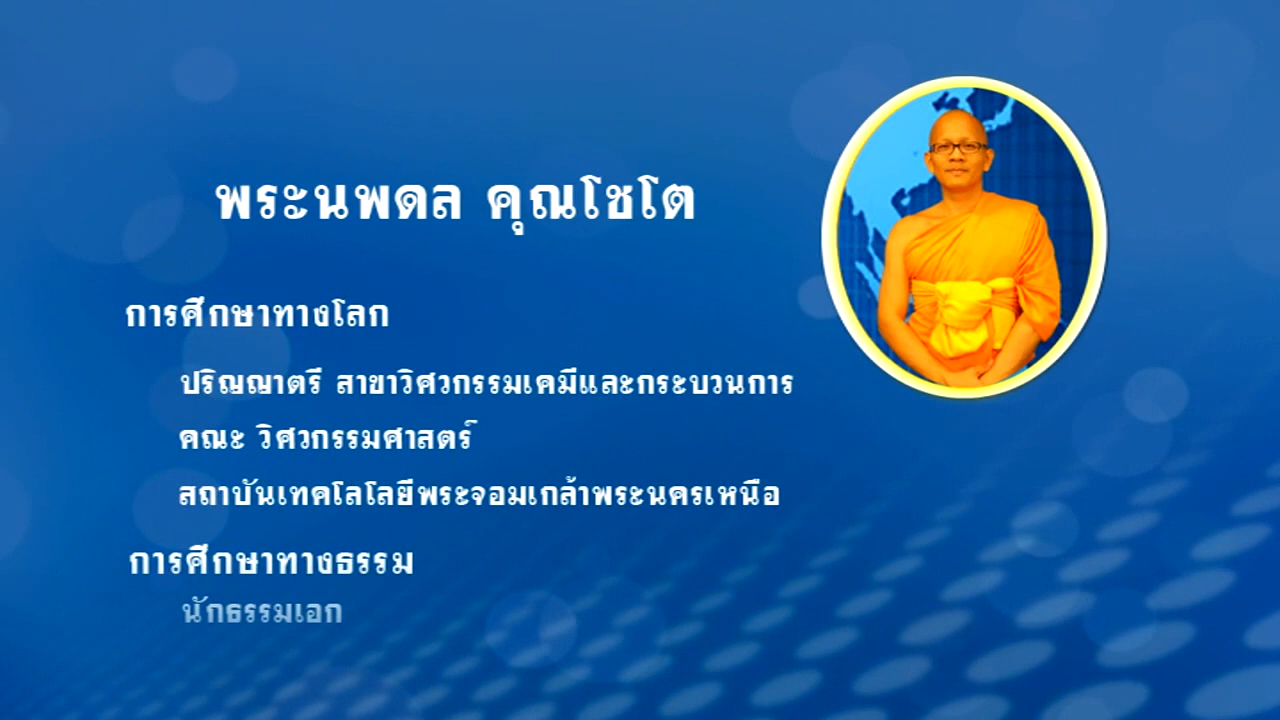 พระนพดล คุณโชโต
การศึกษาทางโลก
ปริญญาตรี สาขาวิศวกรรมเคมีและกระบวนการ
คณะ วิศวกรรมศาสตร์
สถาบันเทคโลโลยีพระจอมเกล้าพระนครเหนือ
การศึกษาทางธรรม
นักธรรมเอก